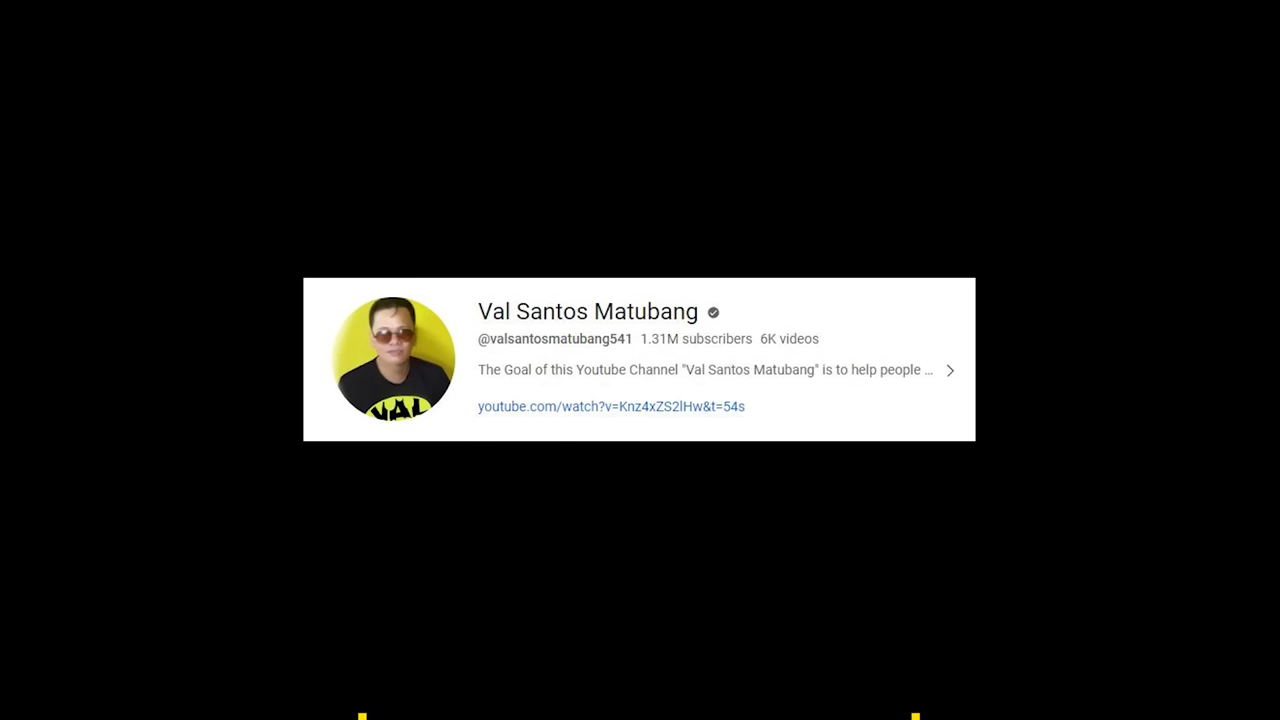 Val Santos Matubang
@valsantosmatubang541 1.31M subscribers 6K videos
The Goal of this Youtube Channel "Val Santos Matubang" is to help people ...
youtube.com/watch?v=Knz4xZS2lHw&t=54s
VAL